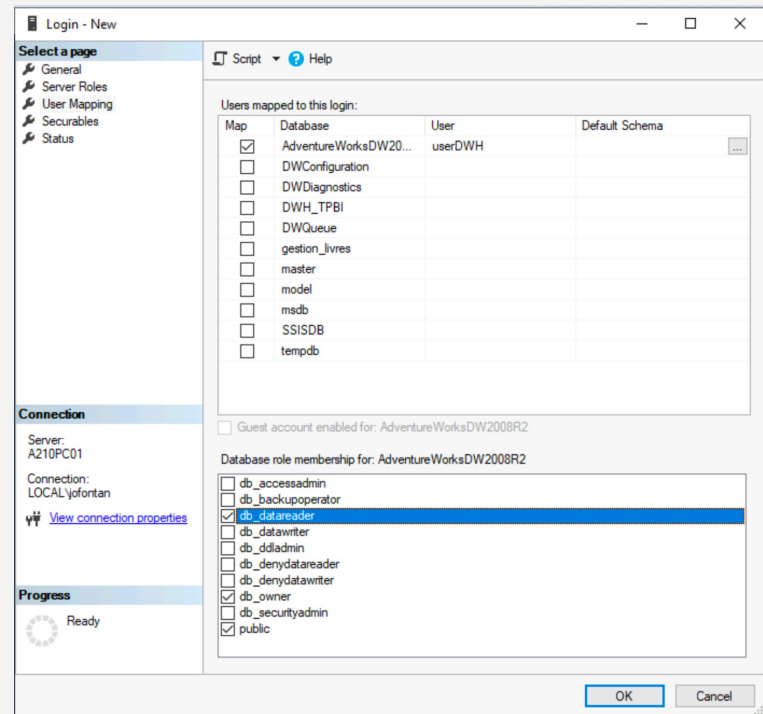 Login - New
Select a page
General
Server Roles
User Mapping
Securables
Status
Script Help
Users mapped to this login:
Map Database User Default Schema
AdventureWorksDW20... userDWH ...
DWConfiguration
DWDiagnostics
DWH_TPBI
DWQueue
gestion_livres
master
model
msdb
SSISDB
tempdb
Guest account enabled for: AdventureWorksDW2008R2
Database role membership for: AdventureWorksDW2008R2
db_accessadmin
db_backupoperator
db_datareader
db_datawriter
db_ddladmin
db_denydatareader
db_denydatawriter
db_owner
db_securityadmin
public
Connection
Server:
A210PC01
Connection:
LOCAL\jofontan
View connection properties
Progress
Ready
OK Cancel